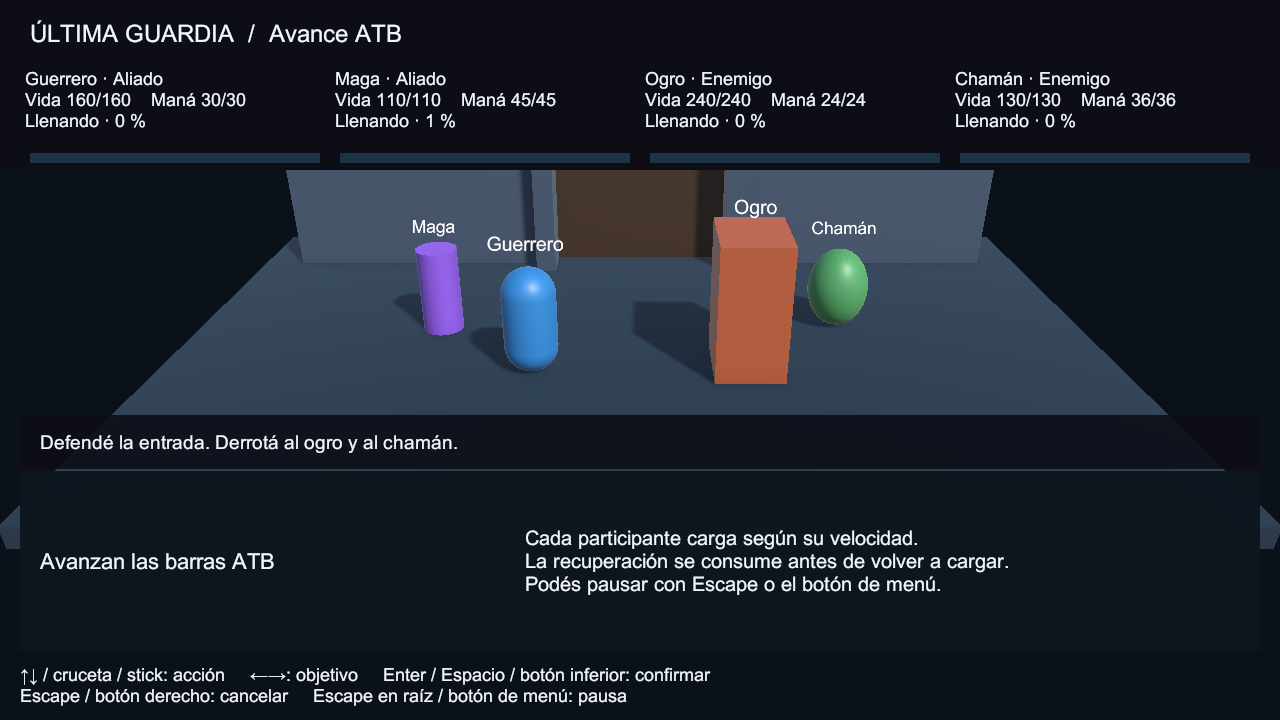 ÚLTIMA GUARDIA / Avance ATB
Guerrero · Aliado
Vida 160/160 Maná 30/30
Llenando · 0 %
Maga · Aliado
Vida 110/110 Maná 45/45
Llenando · 1 %
Ogro · Enemigo
Vida 240/240 Maná 24/24
Llenando · 0 %
Chamán · Enemigo
Vida 130/130 Maná 36/36
Llenando · 0 %
Maga
Guerrero
Ogro
Chamán
Defendé la entrada. Derrotá al ogro y al chamán.
Avanzan las barras ATB
Cada participante carga según su velocidad.
La recuperación se consume antes de volver a cargar.
Podés pausar con Escape o el botón de menú.
↑↓ / cruceta / stick: acción ←→: objetivo Enter / Espacio / botón inferior: confirmar
Escape / botón derecho: cancelar Escape en raíz / botón de menú: pausa